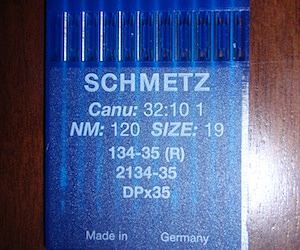 SCHMETZ
Canu: 32:10 1
NM: 120 SIZE: 19
134-35 (R)
2134-35
DPx35
Made in Germany